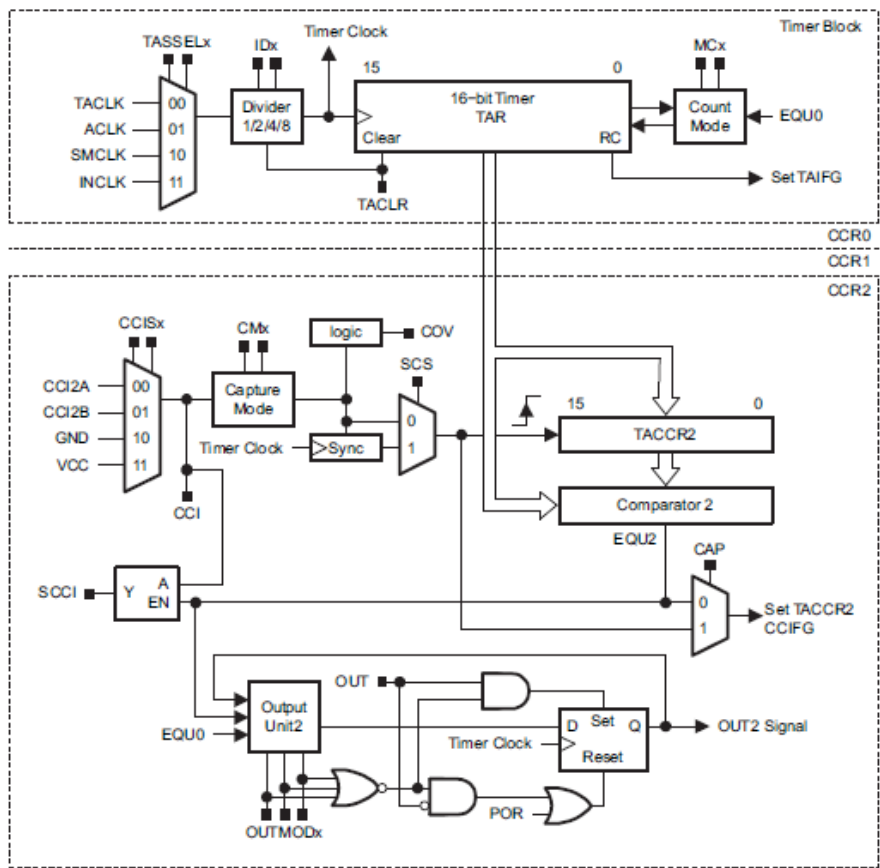 Timer Clock
Timer Block
TASSELx
IDx
MCx
15
0
TACLK
ACLK
SMCLK
INCLK
00
01
10
11
Divider
1/2/4/8
16−bit Timer
TAR
Clear
RC
Count
Mode
EQU0
Set TAIFG
TACLR
CCR0
CCR1
CCR2
CCISx
CMx
logic
COV
SCS
CCI2A
CCI2B
GND
VCC
00
01
10
11
Capture
Mode
Timer Clock
Sync
0
1
15
0
TACCR2
Comparator 2
CCI
EQU2
CAP
SCCI
Y
A
EN
0
1
Set TACCR2
CCIFG
OUT
Output
Unit2
EQU0
Timer Clock
D
Set
Q
Reset
OUT2 Signal
POR
OUTMODx